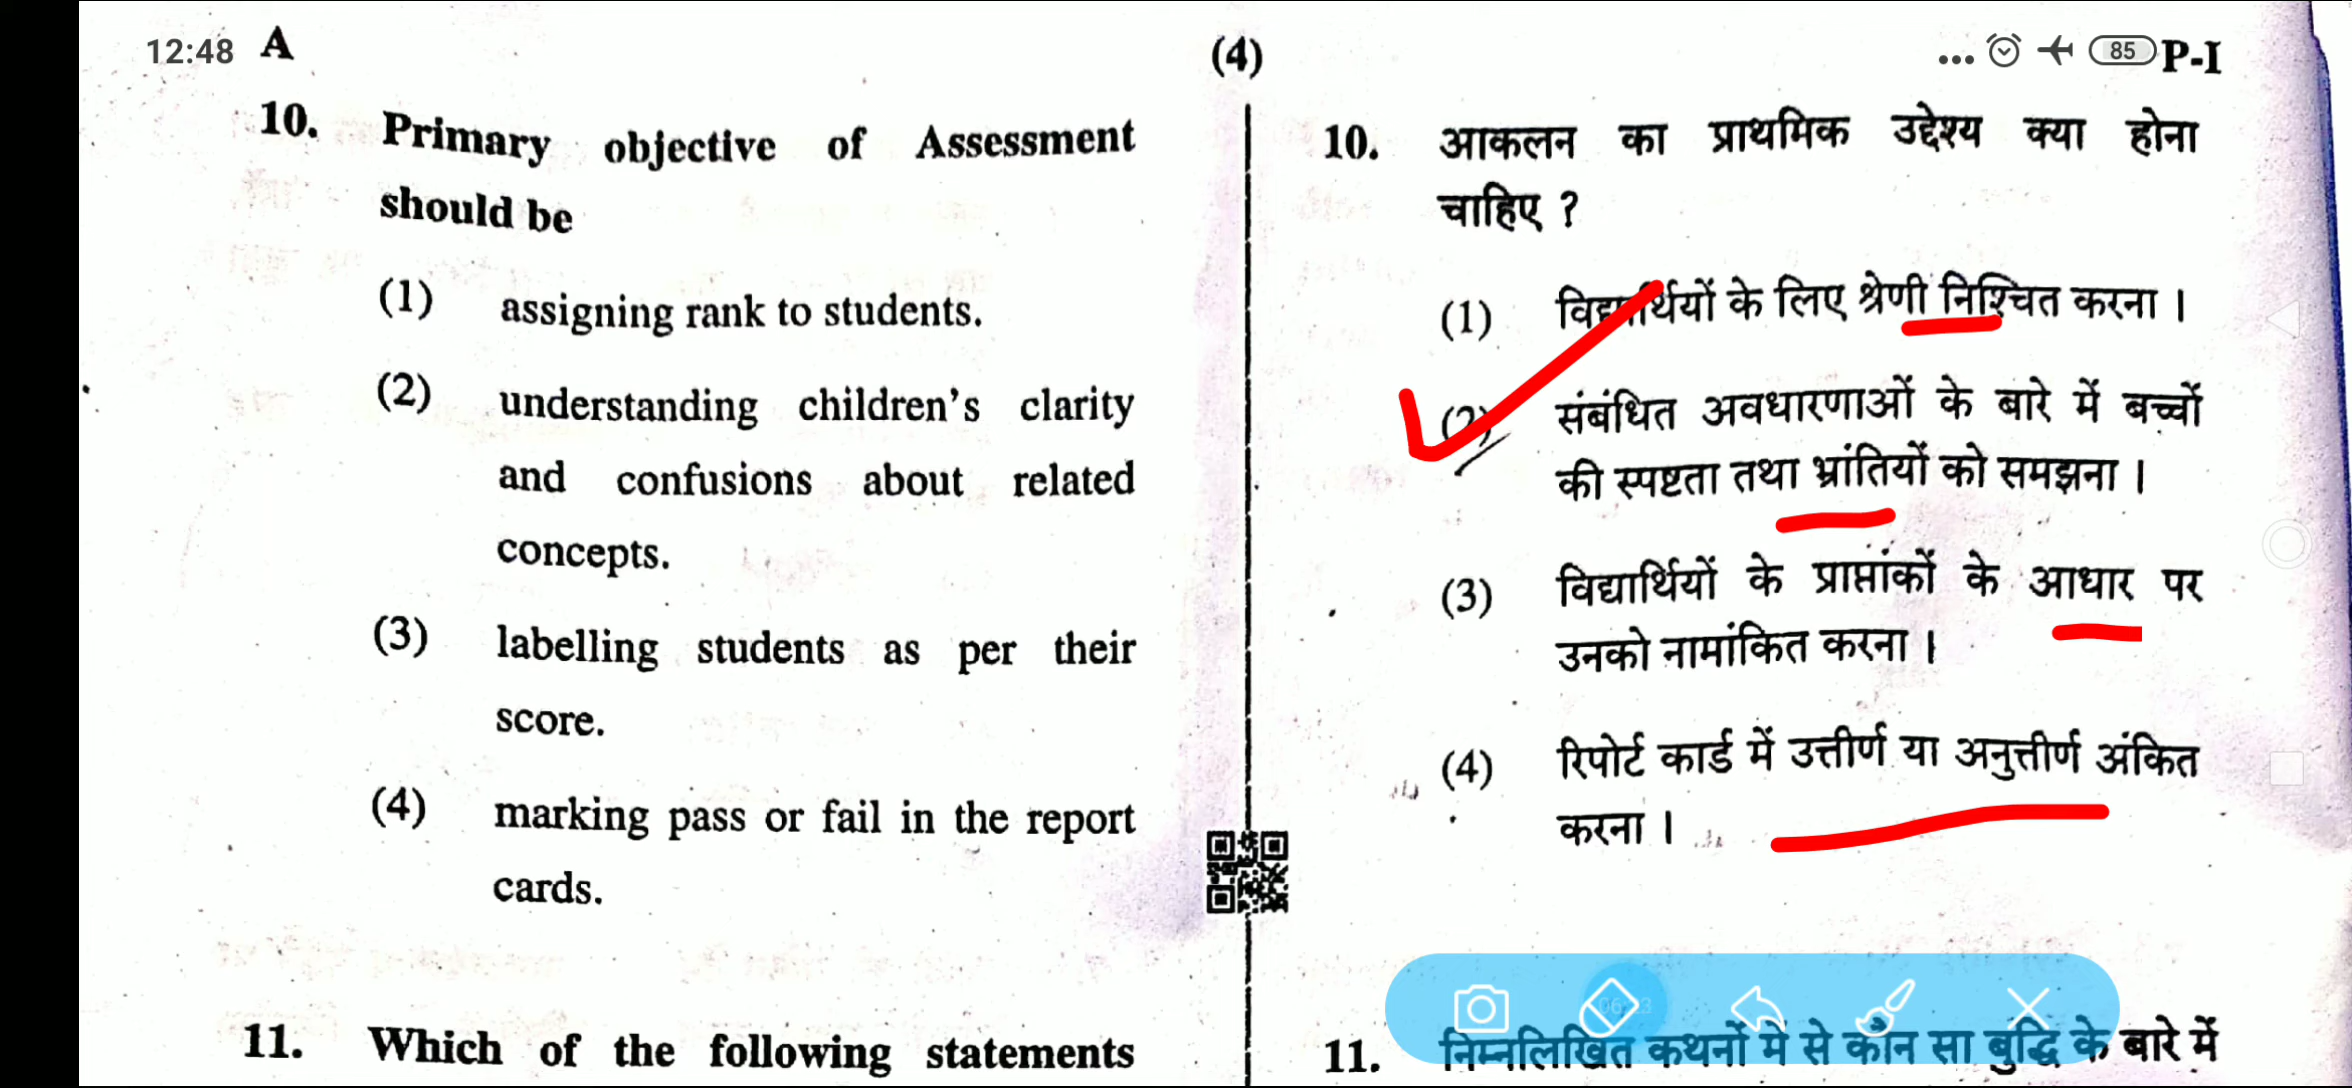 12:48 A
(4)
... 85 P-I
10. Primary objective of Assessment
should be
(1) assigning rank to students.
(2) understanding children's clarity
and confusions about related
concepts.
(3) labelling students as per their
score.
(4) marking pass or fail in the report
cards.
11. Which of the following statements
10. आकलन का प्राथमिक उद्देश्य क्या होना
चाहिए ?
(1) विद्यार्थियों के लिए श्रेणी निश्चित करना ।
(2) संबंधित अवधारणाओं के बारे में बच्चों
की स्पष्टता तथा भ्रांतियों को समझना ।
(3) विद्यार्थियों के प्राप्तांकों के आधार पर
उनको नामांकित करना ।
(4) रिपोर्ट कार्ड में उत्तीर्ण या अनुत्तीर्ण अंकित
करना ।
11. निम्नलिखित कथनों में से कौन सा बुद्धि के बारे में